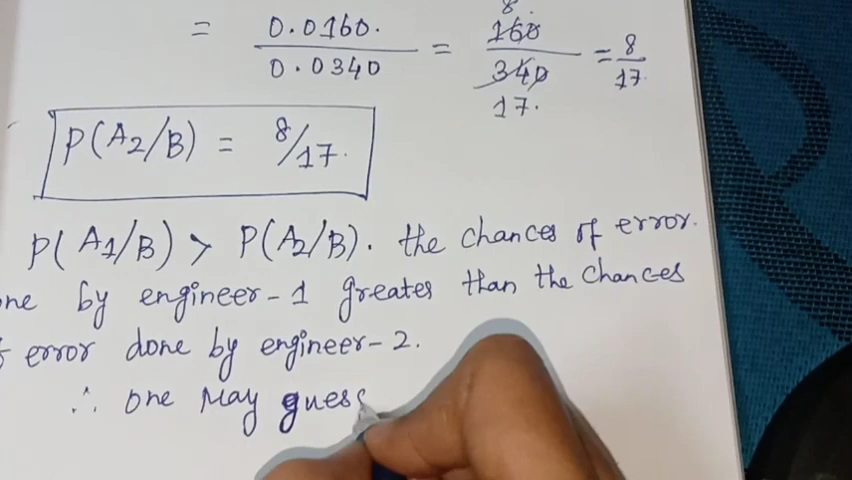 = 0.0160. / 0.0340 = 8. 160 / 340 17. = 8 / 17.
P(A2/B) = 8/17.
P(A1/B) > P(A2/B). the chances of error.
ne by engineer-1 greates than the chances
f error done by engineer-2.
∴ one May guess